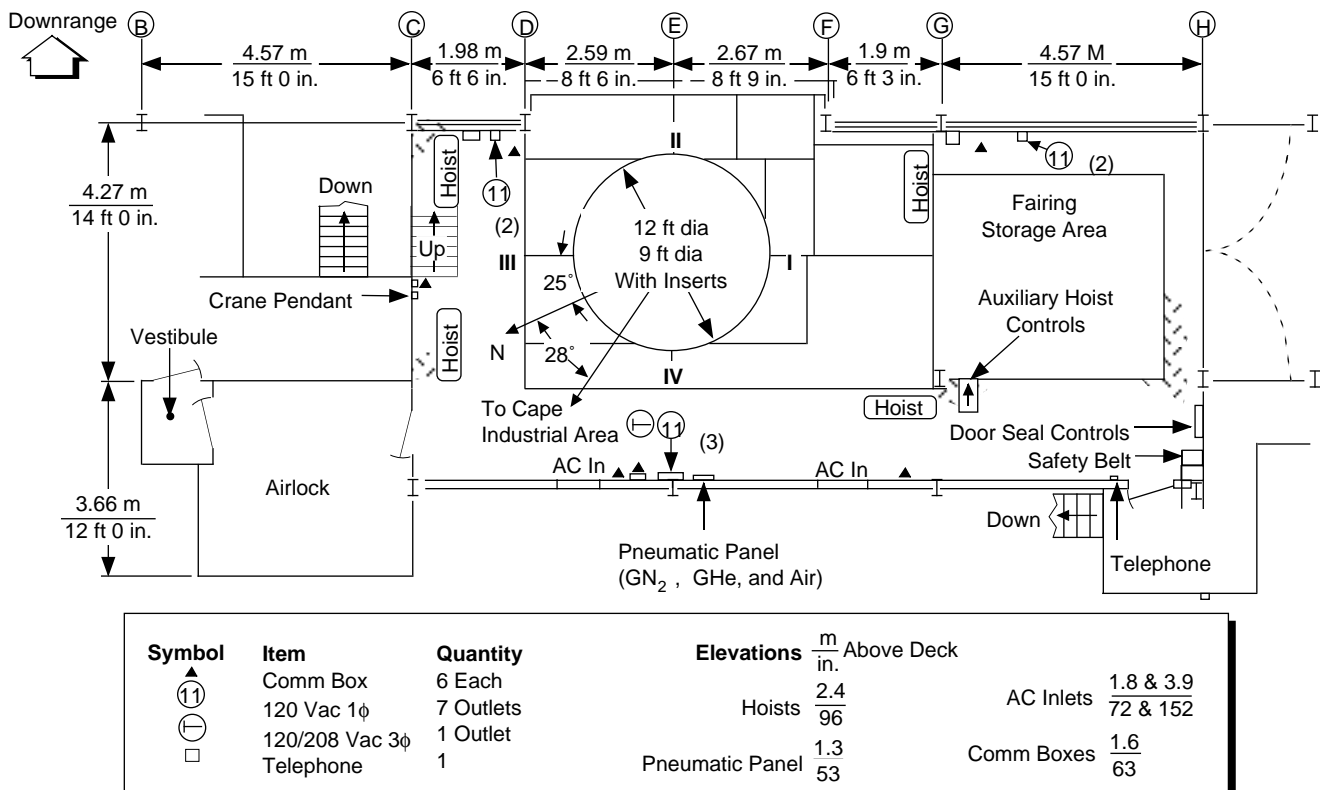 Downrange
B C D E F G H
4.57 m
15 ft 0 in.
1.98 m
6 ft 6 in.
2.59 m
8 ft 6 in.
2.67 m
8 ft 9 in.
1.9 m
6 ft 3 in.
4.57 M
15 ft 0 in.
4.27 m
14 ft 0 in.
3.66 m
12 ft 0 in.
Down
Up
Hoist
11
(2)
II
III
I
IV
12 ft dia
9 ft dia
With Inserts
25°
28°
N
Hoist
11
(2)
Fairing
Storage Area
Crane Pendant
Vestibule
Hoist
Auxiliary Hoist
Controls
To Cape
Industrial Area
Hoist
11
(3)
Door Seal Controls
Safety Belt
Airlock
AC In
AC In
Down
Telephone
Pneumatic Panel
(GN2 , GHe, and Air)
Symbol Item Quantity
Comm Box 6 Each
11 120 Vac 1ϕ 7 Outlets
120/208 Vac 3ϕ 1 Outlet
Telephone 1
Elevations m
in. Above Deck
Hoists 2.4
96
Pneumatic Panel 1.3
53
AC Inlets 1.8 & 3.9
72 & 152
Comm Boxes 1.6
63